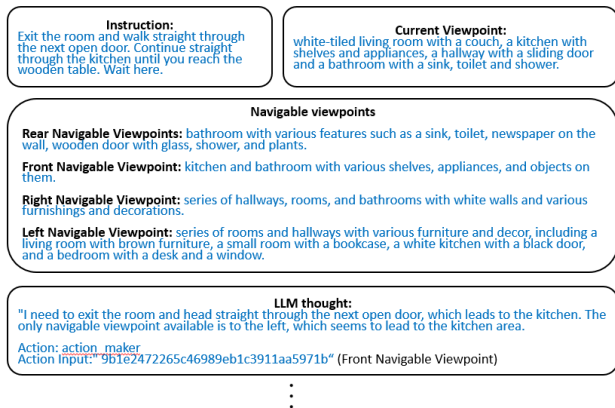 Instruction:
Exit the room and walk straight through
the next open door. Continue straight
through the kitchen until you reach the
wooden table. Wait here.
Current Viewpoint:
white-tiled living room with a couch, a kitchen with
shelves and appliances, a hallway with a sliding door
and a bathroom with a sink, toilet and shower.
Navigable viewpoints
Rear Navigable Viewpoints: bathroom with various features such as a sink, toilet, newspaper on the
wall, wooden door with glass, shower, and plants.
Front Navigable Viewpoint: kitchen and bathroom with various shelves, appliances, and objects on
them.
Right Navigable Viewpoint: series of hallways, rooms, and bathrooms with white walls and various
furnishings and decorations.
Left Navigable Viewpoint: series of rooms and hallways with various furniture and decor, including a
living room with brown furniture, a small room with a bookcase, a white kitchen with a black door,
and a bedroom with a desk and a window.
LLM thought:
"I need to exit the room and head straight through the next open door, which leads to the kitchen. The
only navigable viewpoint available is to the left, which seems to lead to the kitchen area.
Action: action_maker
Action Input:" 9b1e2472265c46989eb1c3911aa5971b“ (Front Navigable Viewpoint)